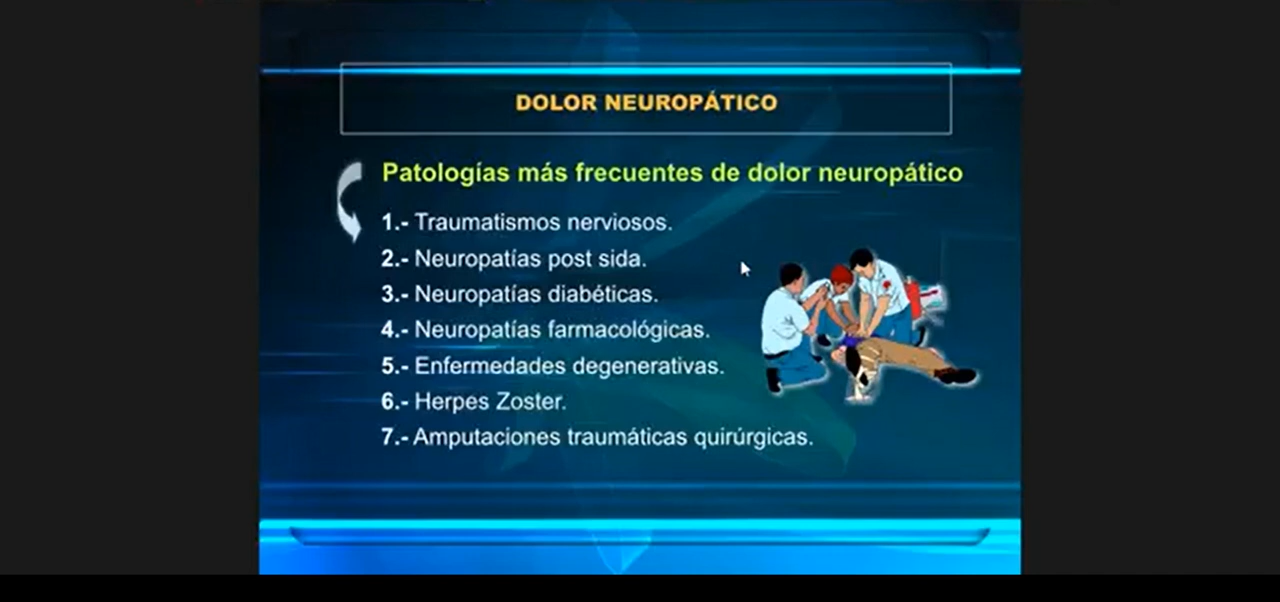 DOLOR NEUROPÁTICO
Patologías más frecuentes de dolor neuropático
1.- Traumatismos nerviosos.
2.- Neuropatías post sida.
3.- Neuropatías diabéticas.
4.- Neuropatías farmacológicas.
5.- Enfermedades degenerativas.
6.- Herpes Zoster.
7.- Amputaciones traumáticas quirúrgicas.